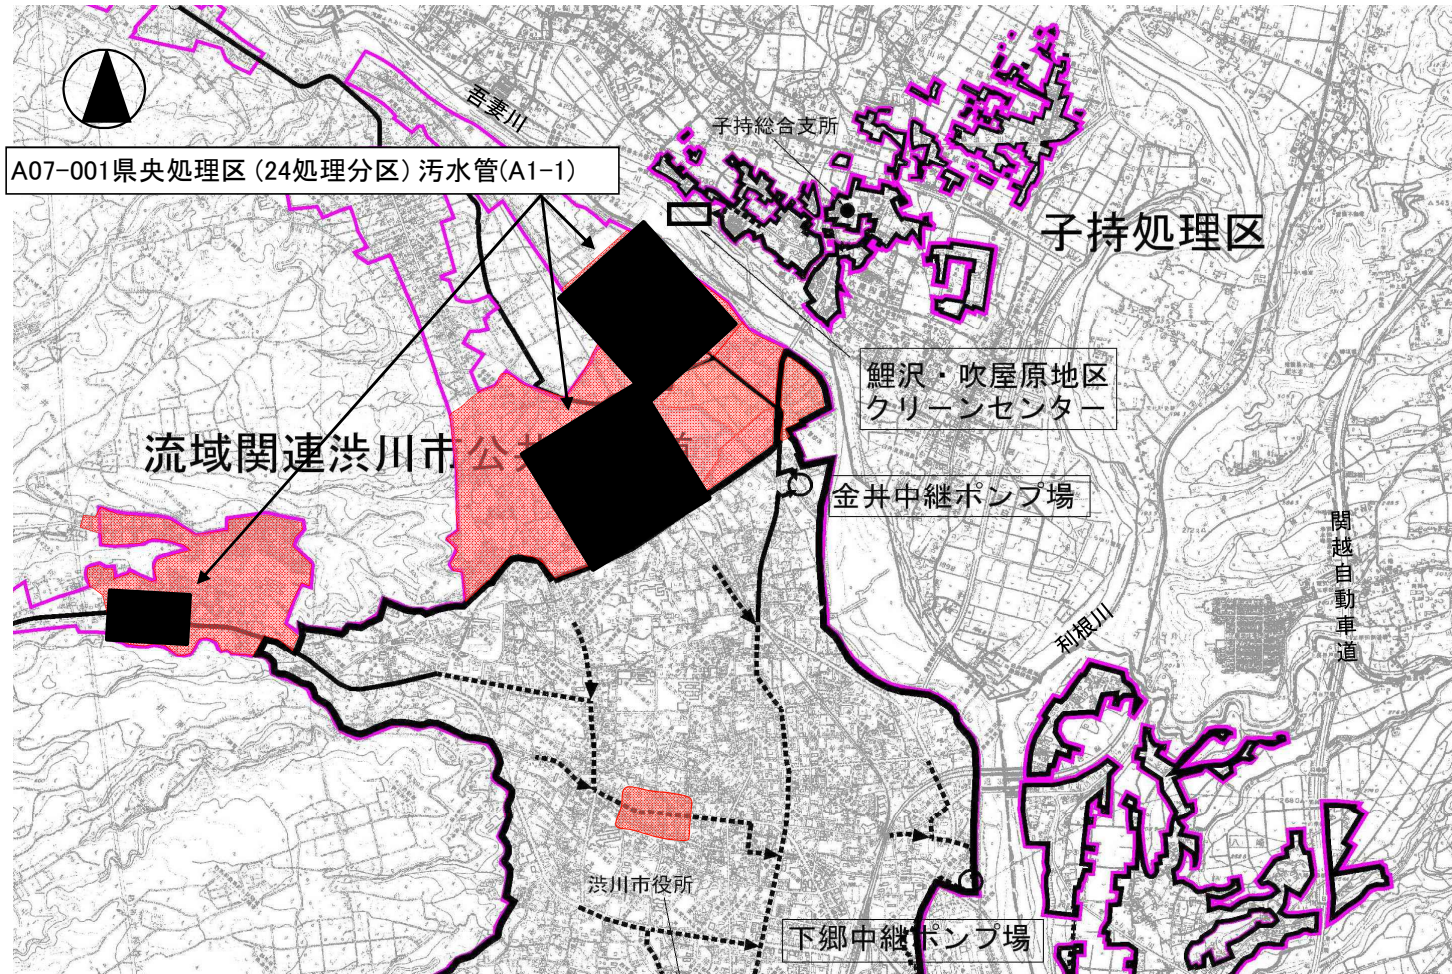 吾妻川
子持総合支所
A07-001県央処理区(24処理分区)汚水管(A1-1)
子持処理区
鯉沢・吹屋原地区
クリーンセンター
流域関連渋川市公共
金井中継ポンプ場
関越自動車道
利根川
渋川市役所
下郷中継ポンプ場